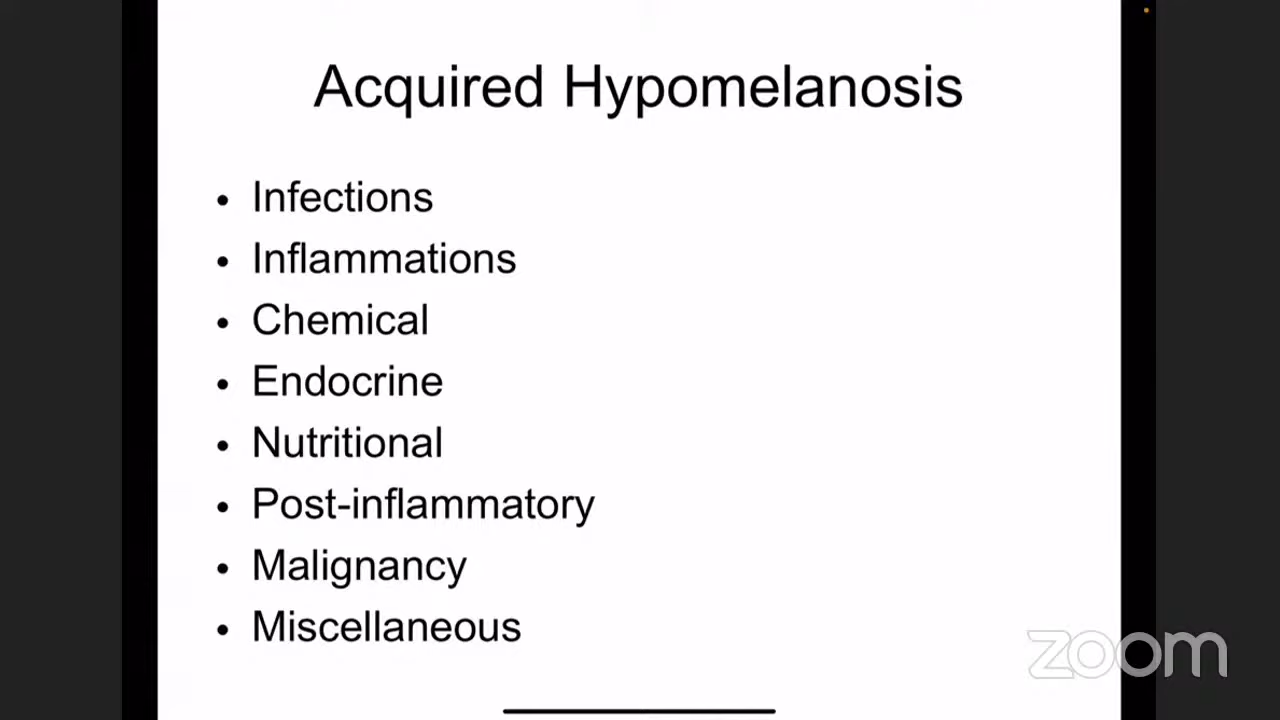 Acquired Hypomelanosis
• Infections
• Inflammations
• Chemical
• Endocrine
• Nutritional
• Post-inflammatory
• Malignancy
• Miscellaneous
zoom